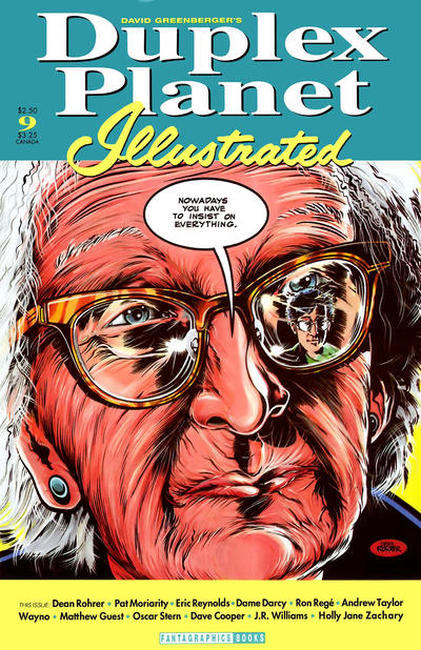 DAVID GREENBERGER'S
Duplex
Planet
Illustrated
$2.50
9
$3.25
CANADA
NOWADAYS
YOU HAVE
TO INSIST ON
EVERYTHING.
DEAN
ROHRER
THIS ISSUE: Dean Rohrer • Pat Moriarity • Eric Reynolds • Dame Darcy • Ron Regé • Andrew Taylor
Wayno • Matthew Guest • Oscar Stern • Dave Cooper • J.R. Williams • Holly Jane Zachary
FANTAGRAPHICS BOOKS